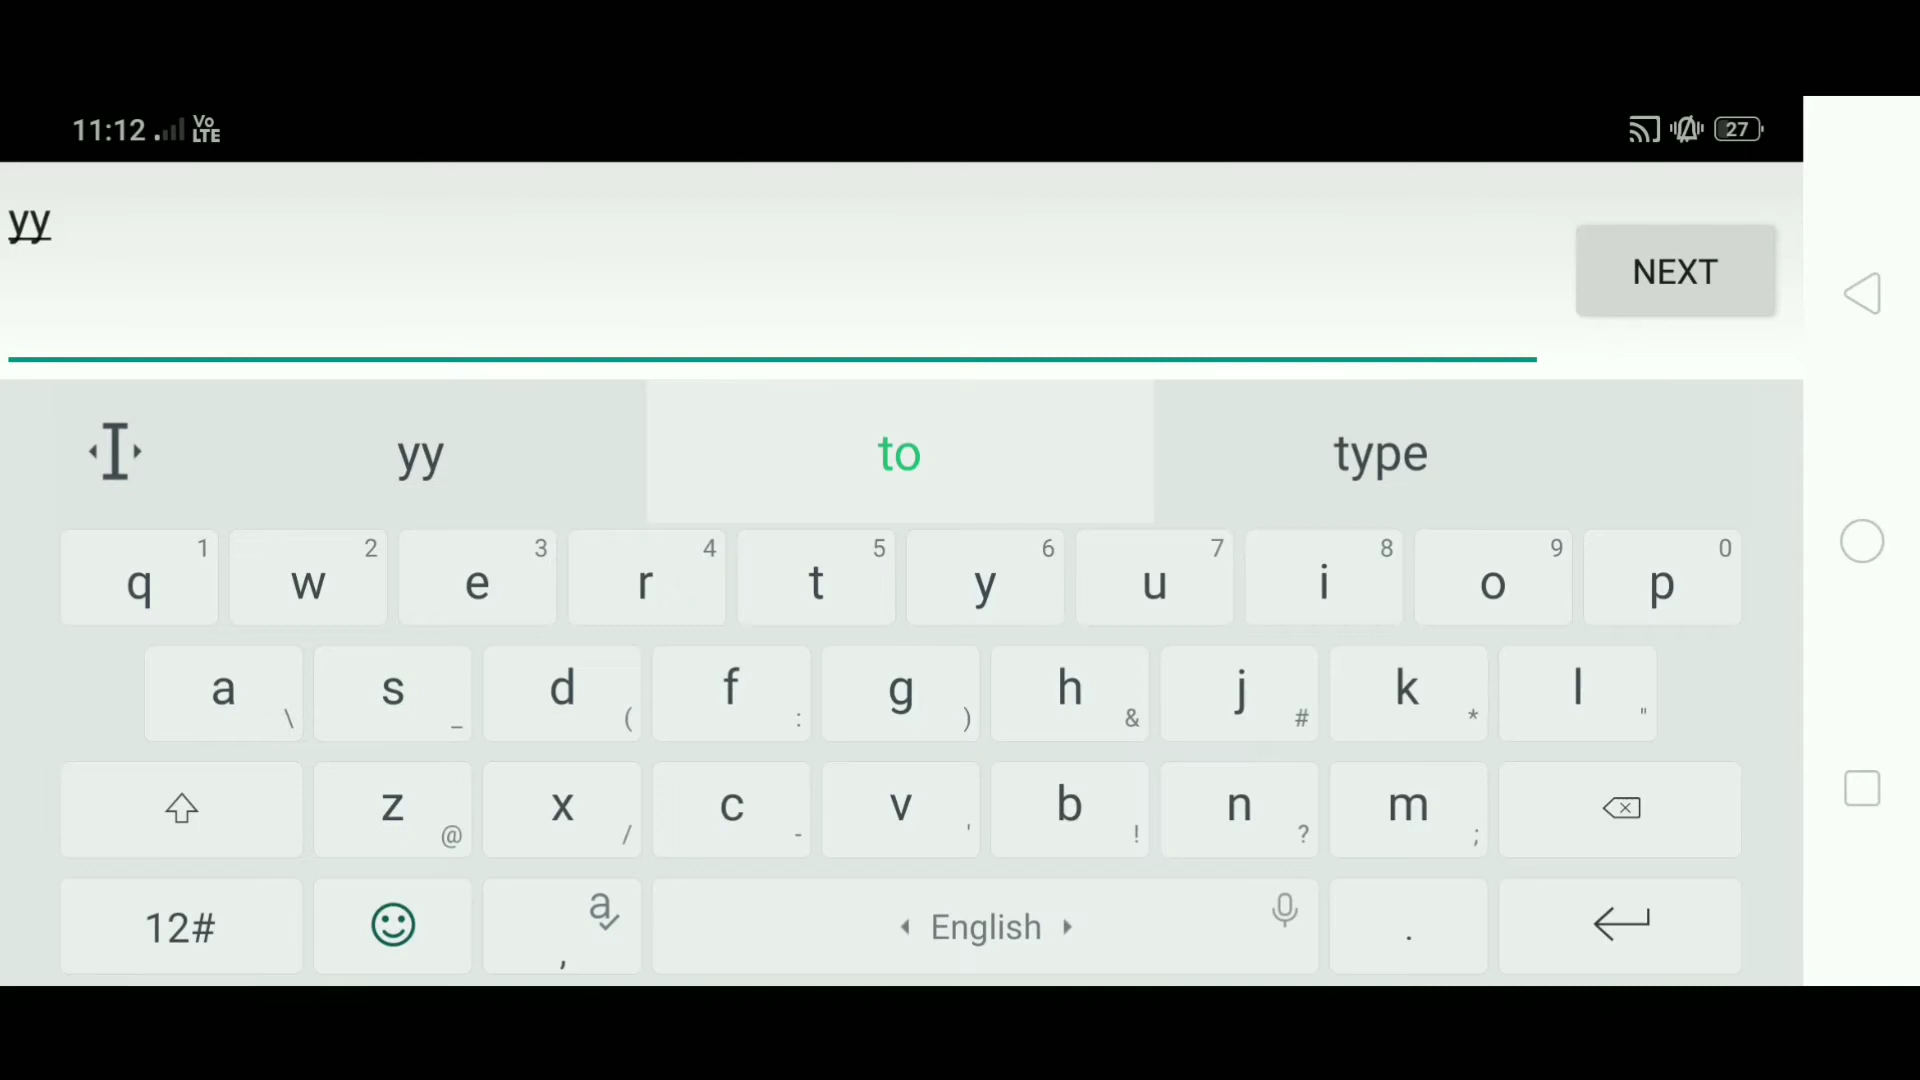 11:12 Vo LTE 27
yy
NEXT
yy to type
1 2 3 4 5 6 7 8 9 0
q w e r t y u i o p
a s d f g h j k l
\ _ ( : ) & # * "
z x c v b n m
@ / - ' ! ? ;
12# , a English .